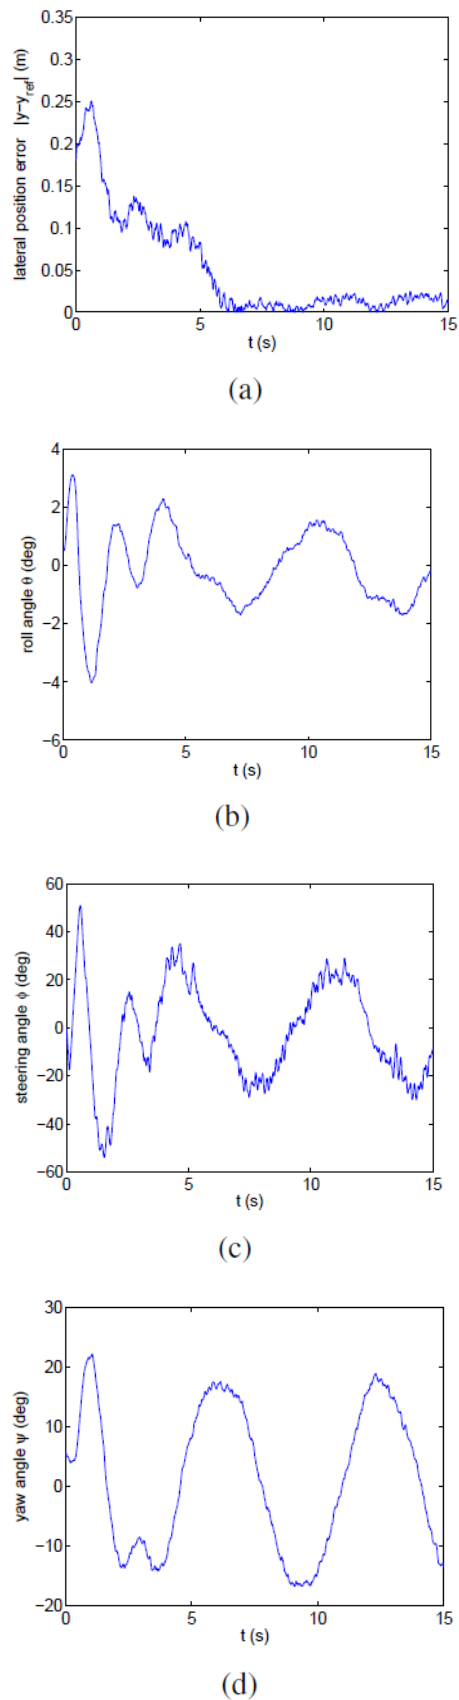 lateral position error |y−y_ref| (m)
0.35
0.3
0.25
0.2
0.15
0.1
0.05
0
0 5 10 15
t (s)
(a)
roll angle θ (deg)
4
2
0
−2
−4
−6
0 5 10 15
t (s)
(b)
steering angle ϕ (deg)
60
40
20
0
−20
−40
−60
0 5 10 15
t (s)
(c)
yaw angle ψ (deg)
30
20
10
0
−10
−20
0 5 10 15
t (s)
(d)